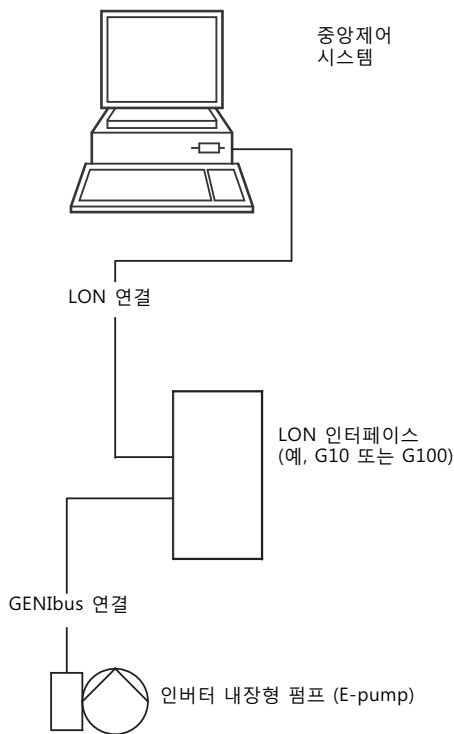 중앙제어
시스템
LON 연결
LON 인터페이스
(예, G10 또는 G100)
GENIbus 연결
인버터 내장형 펌프 (E-pump)